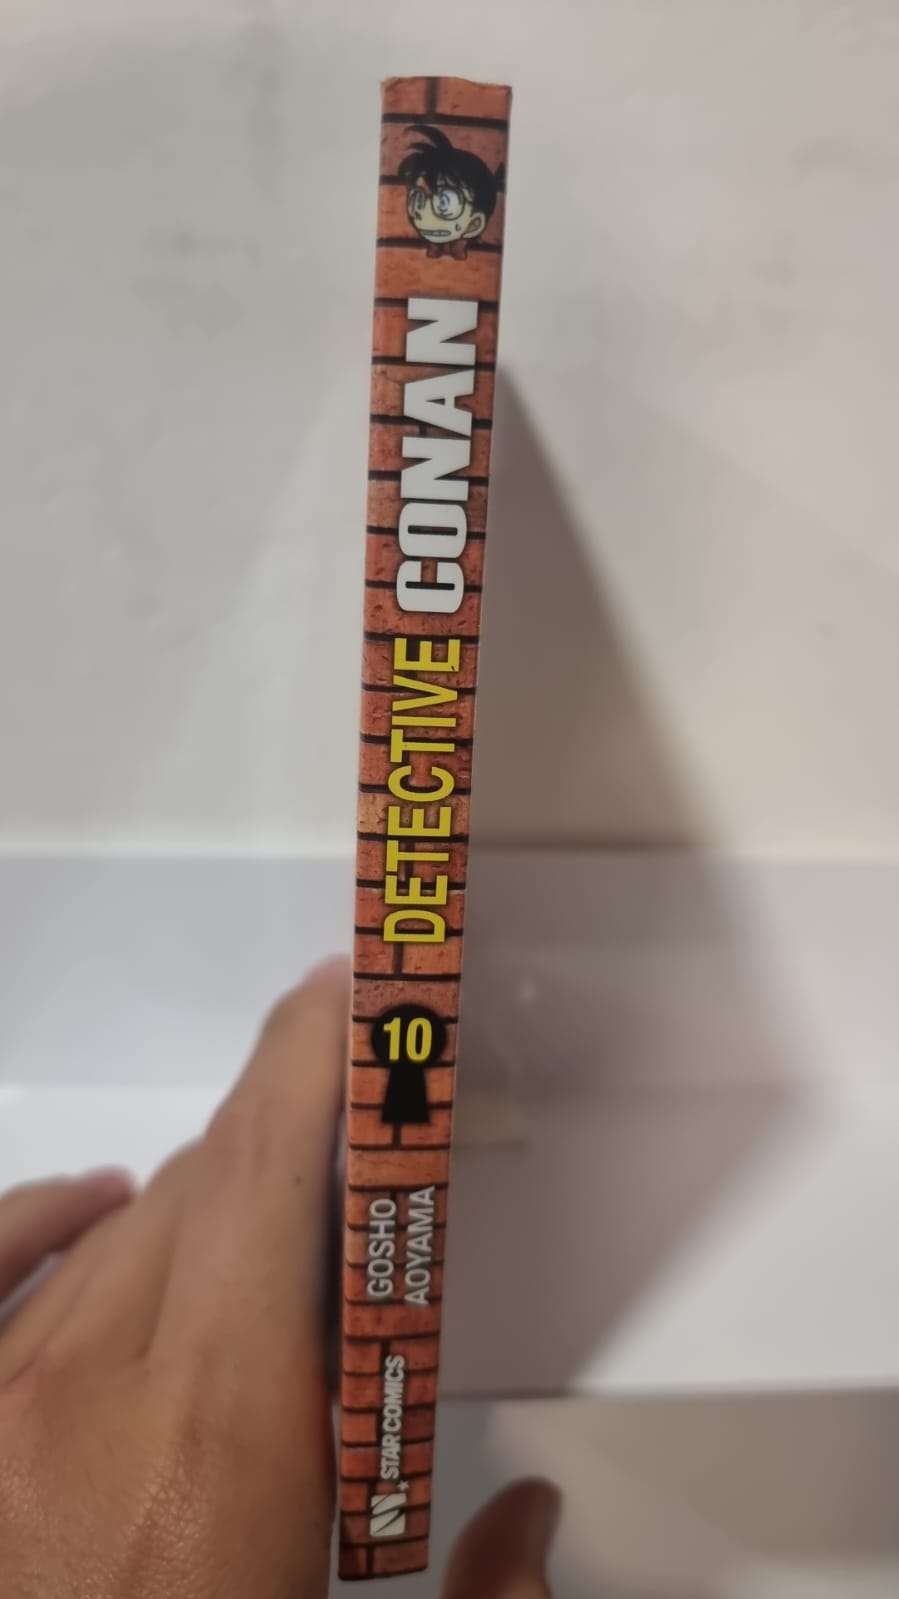 DETECTIVE CONAN
10
GOSHO
AOYAMA
STAR COMICS